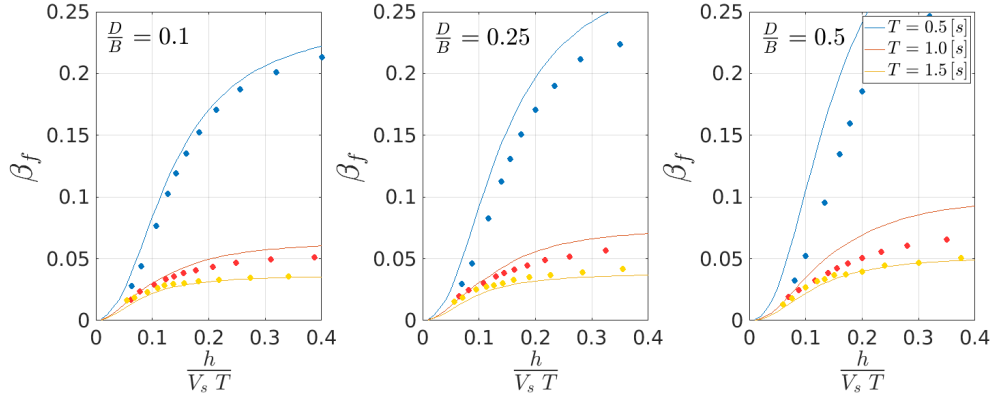 D/B = 0.1
β_f
0.25
0.2
0.15
0.1
0.05
0
0 0.1 0.2 0.3 0.4
h/(V_s T)
D/B = 0.25
β_f
0.25
0.2
0.15
0.1
0.05
0
0 0.1 0.2 0.3 0.4
h/(V_s T)
D/B = 0.5
T = 0.5 [s]
T = 1.0 [s]
T = 1.5 [s]
β_f
0.25
0.2
0.15
0.1
0.05
0
0 0.1 0.2 0.3 0.4
h/(V_s T)